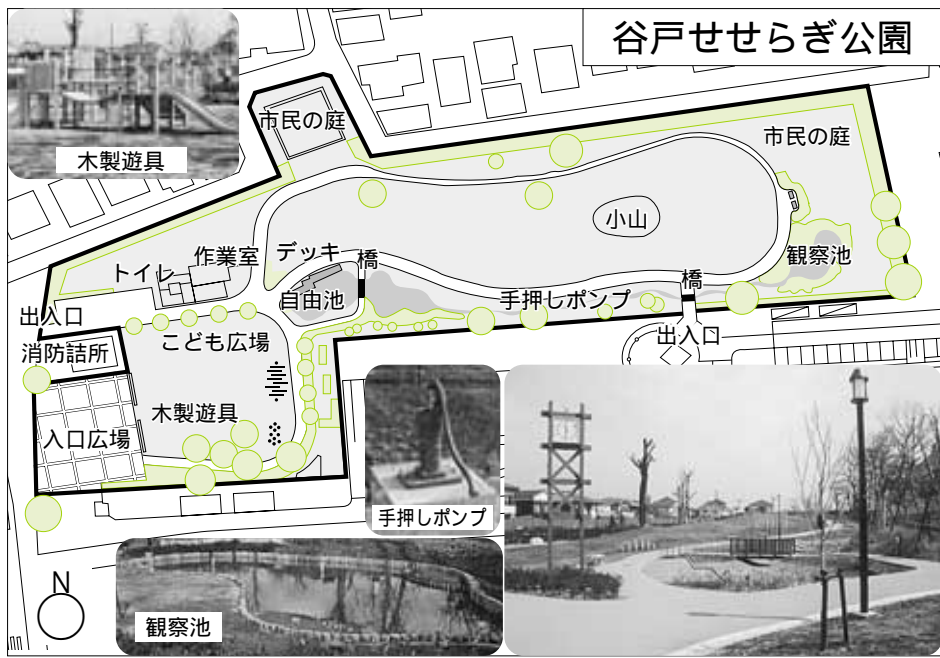 谷戸せせらぎ公園
木製遊具
市民の庭
市民の庭
小山
作業室
デッキ
橋
トイレ
観察池
橋
自由池
手押しポンプ
出入口
こども広場
出入口
消防詰所
木製遊具
入口広場
手押しポンプ
N
観察池